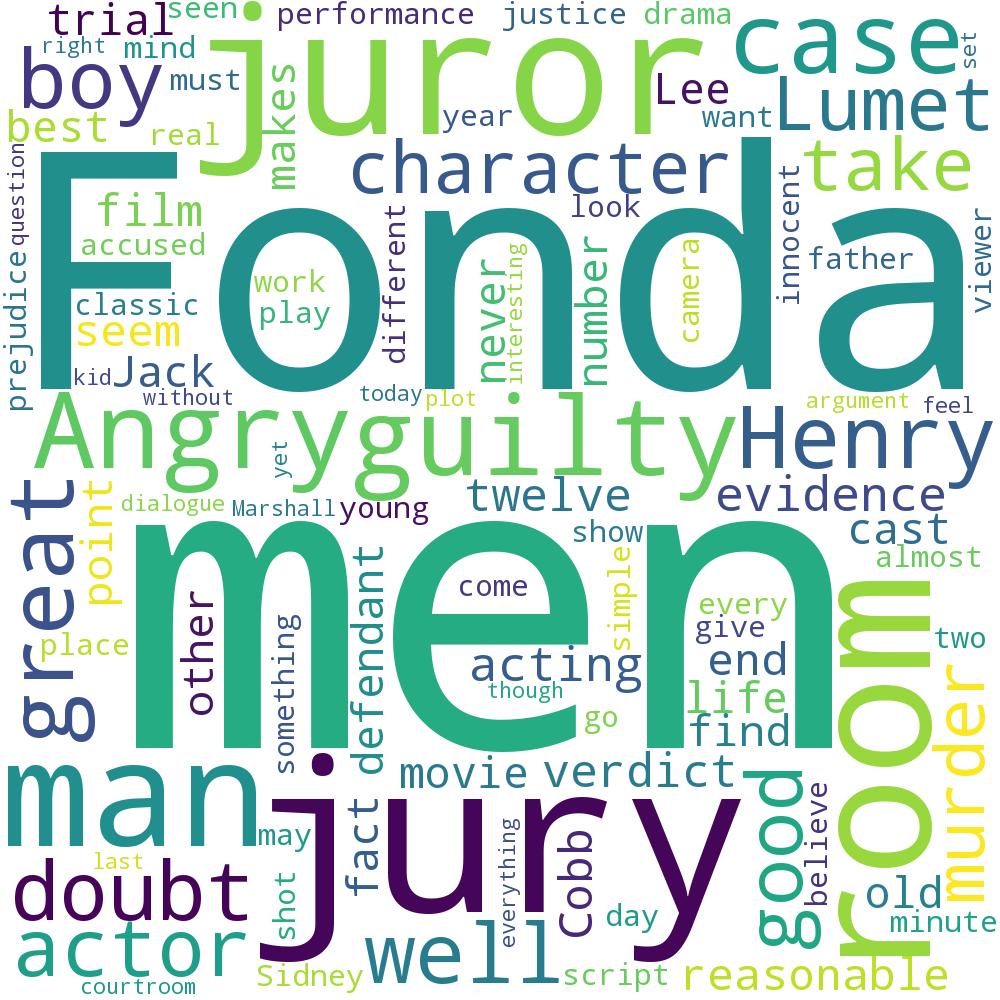 trial
seen
performance
justice
drama
right
mind
juror
case
set
boy
must
makes
year
Lee
want
Lumet
best
real
character
take
question
prejudice
Fonda
film
accused
different
look
innocent
father
viewer
work
play
never
interesting
number
camera
classic
seem
kid
Jack
without
today
plot
argument
feel
Angry
guilty
Henry
yet
great
point
dialogue
Marshall
young
twelve
evidence
show
cast
almost
men
defendant
come
simple
every
give
room
two
place
other
something
acting
though
go
end
life
find
murder
man
movie
verdict
good
believe
jury
may
fact
everything
Cobb
last
doubt
shot
day
old
minute
actor
well
Sidney
script
reasonable
courtroom